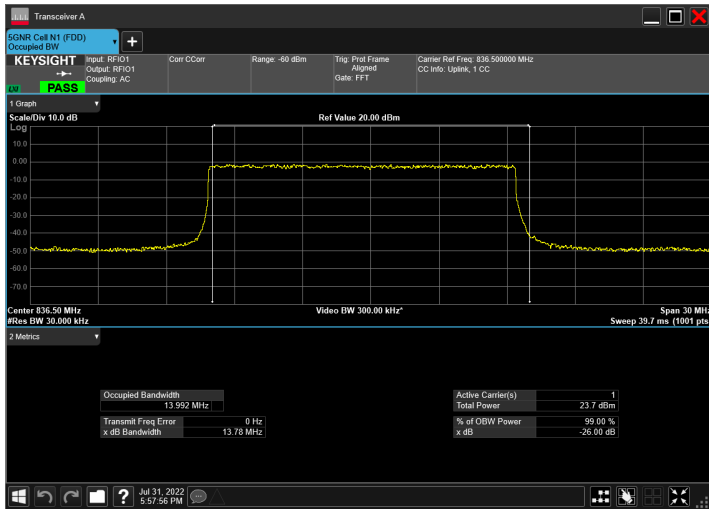 Transceiver A
5GNR Cell N1 (FDD)
Occupied BW
KEYSIGHT
LXI
PASS
Input: RFIO1
Output: RFIO1
Coupling: AC
Corr CCorr
Range: -60 dBm
Trig: Prot Frame
Aligned
Gate: FFT
Carrier Ref Freq: 836.500000 MHz
CC Info: Uplink, 1 CC
1 Graph
Scale/Div 10.0 dB
Ref Value 20.00 dBm
Log
10.0
0.00
-10.0
-20.0
-30.0
-40.0
-50.0
-60.0
-70.0
Center 836.50 MHz
Video BW 300.00 kHz*
Span 30 MHz
#Res BW 30.000 kHz
Sweep 39.7 ms (1001 pts
2 Metrics
Occupied Bandwidth
13.992 MHz
Transmit Freq Error 0 Hz
x dB Bandwidth 13.78 MHz
Active Carrier(s) 1
Total Power 23.7 dBm
% of OBW Power 99.00 %
x dB -26.00 dB
Jul 31, 2022
5:57:56 PM